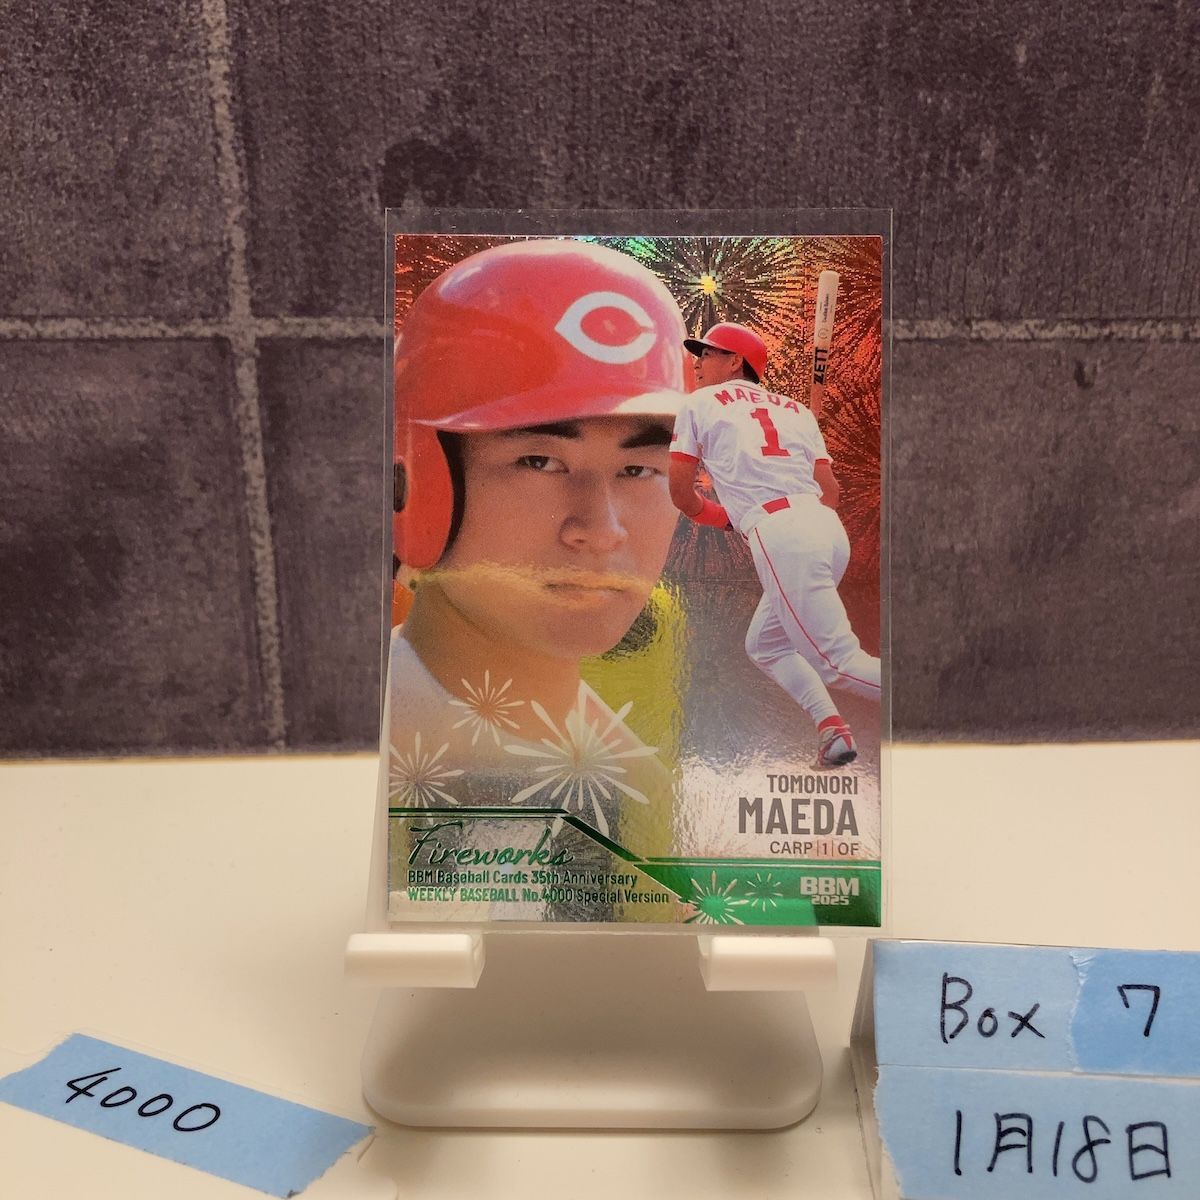 ZETT
MAEDA
1
TOMONORI
MAEDA
CARP|1|OF
Fireworks
BBM Baseball Cards 35th Anniversary
WEEKLY BASEBALL No.4000 Special Version
BBM
2025
Box 7
4000
1月18日